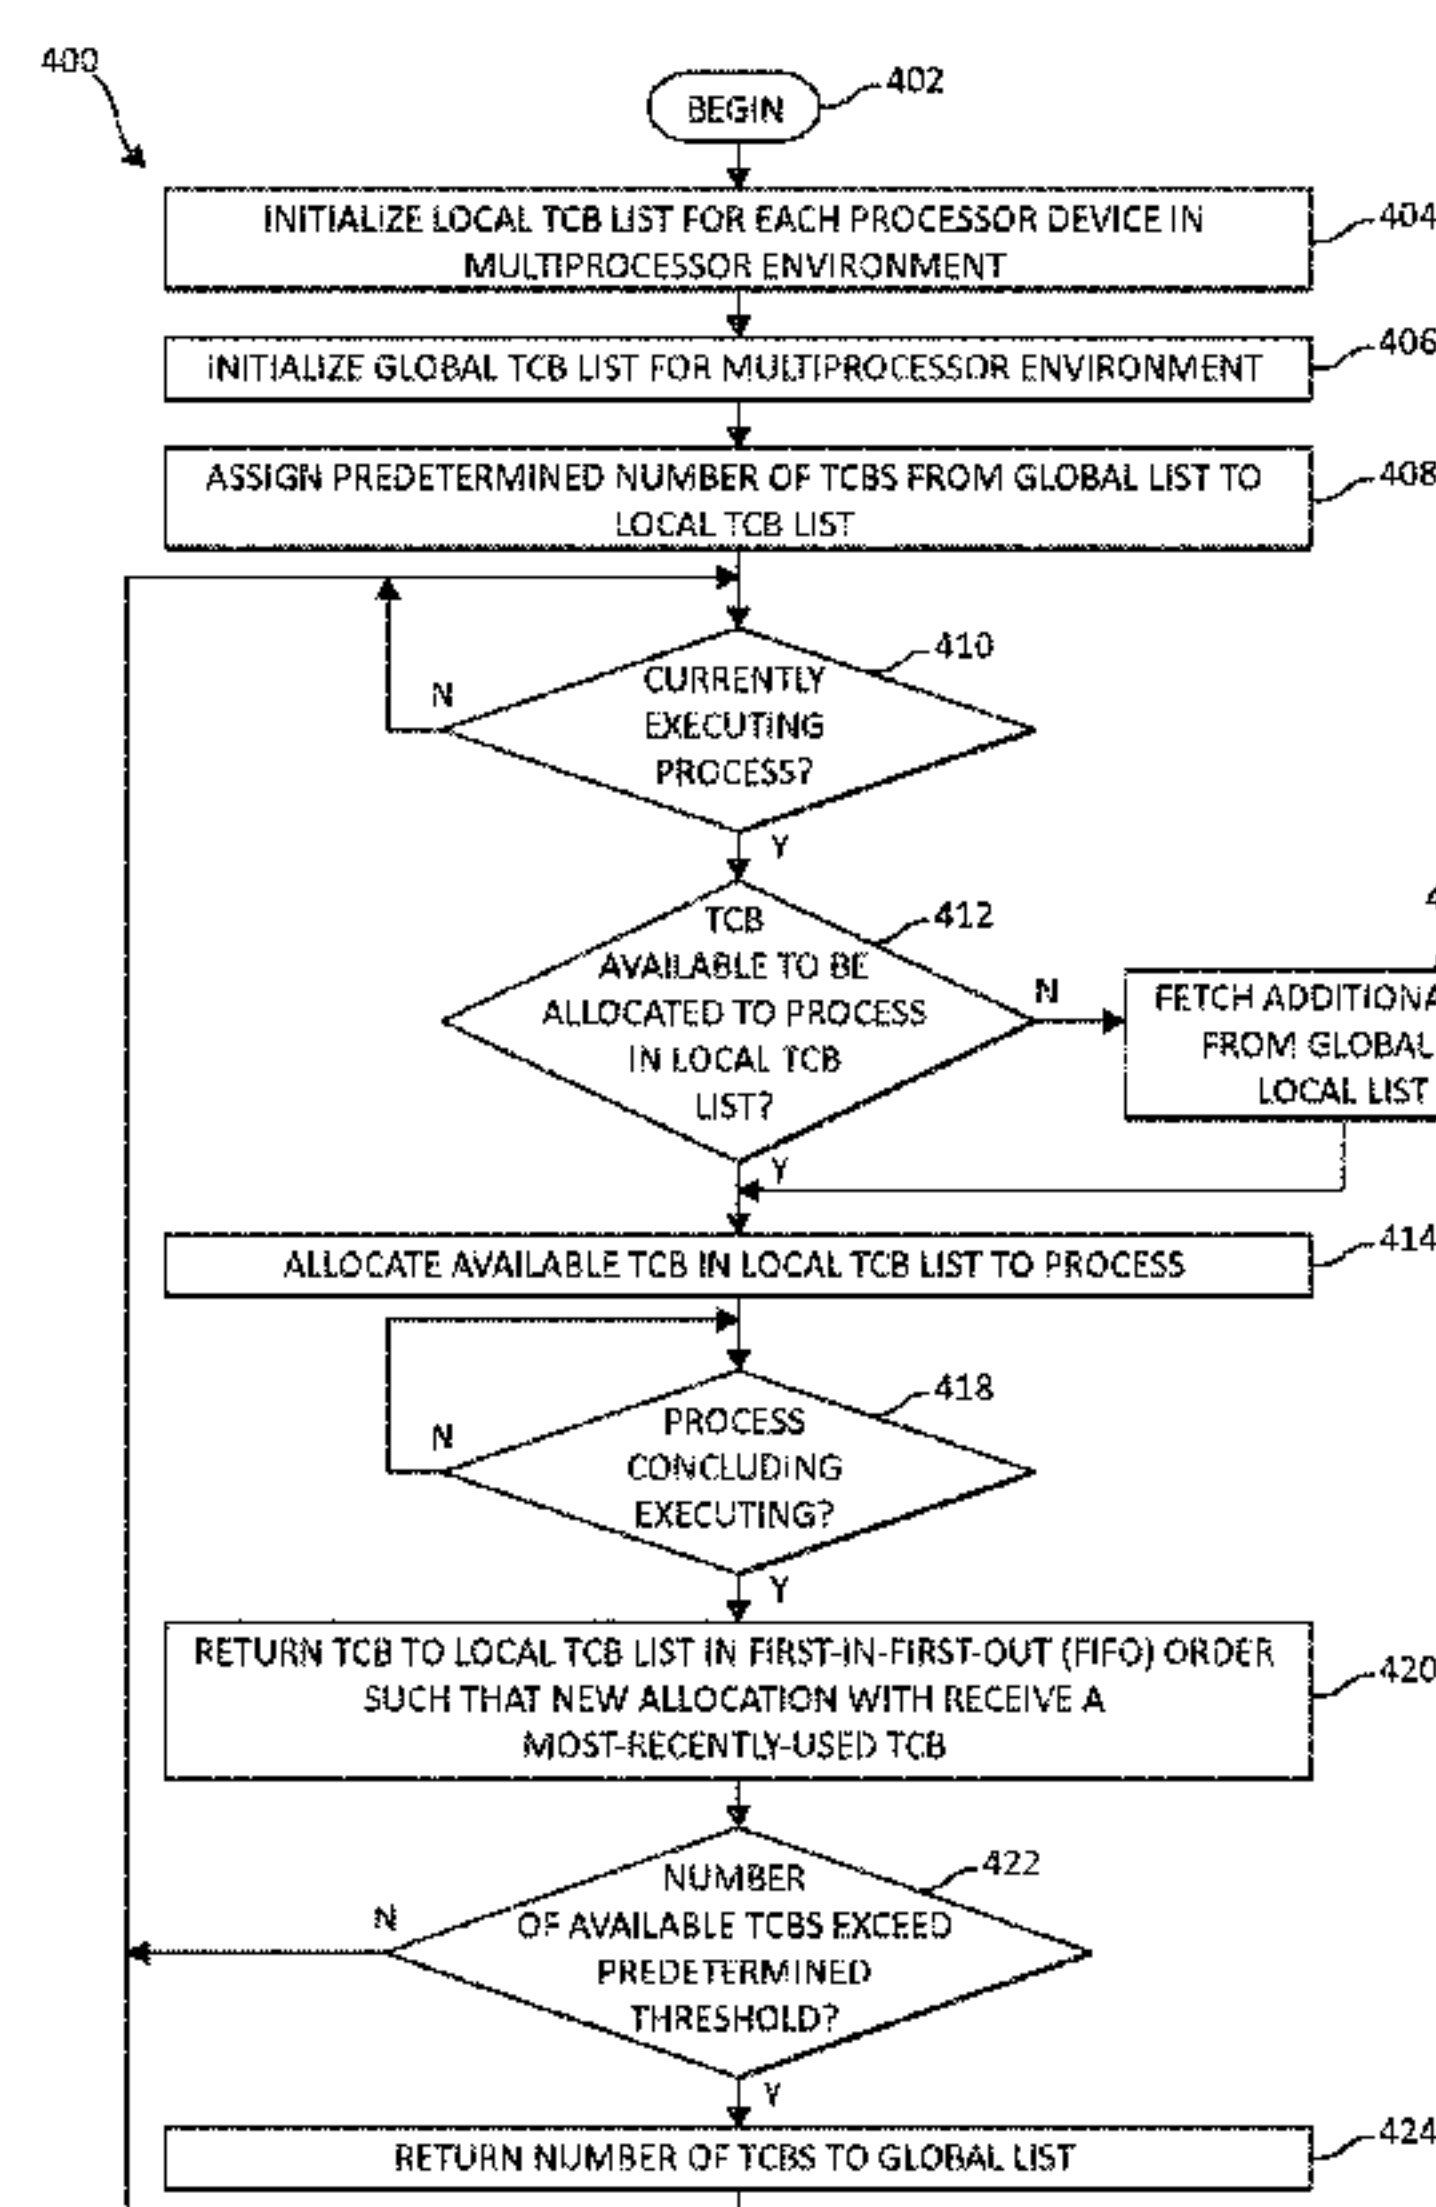 400
BEGIN
402
INITIALIZE LOCAL TCB LIST FOR EACH PROCESSOR DEVICE IN
MULTIPROCESSOR ENVIRONMENT
404
INITIALIZE GLOBAL TCB LIST FOR MULTIPROCESSOR ENVIRONMENT
406
ASSIGN PREDETERMINED NUMBER OF TCBS FROM GLOBAL LIST TO
LOCAL TCB LIST
408
CURRENTLY
EXECUTING
PROCESS?
410
N
Y
TCB
AVAILABLE TO BE
ALLOCATED TO PROCESS
IN LOCAL TCB
LIST?
412
N
Y
FETCH
FROM GLOBAL
LOCAL LIST
ALLOCATE AVAILABLE TCB IN LOCAL TCB LIST TO PROCESS
414
PROCESS
CONCLUDING
EXECUTING?
418
N
Y
RETURN TCB TO LOCAL TCB LIST IN FIRST-IN-FIRST-OUT (FIFO) ORDER
SUCH THAT NEW ALLOCATION WITH RECEIVE A
MOST-RECENTLY-USED TCB
420
NUMBER
OF AVAILABLE TCBS EXCEED
PREDETERMINED
THRESHOLD?
422
N
Y
RETURN NUMBER OF TCBS TO GLOBAL LIST
424